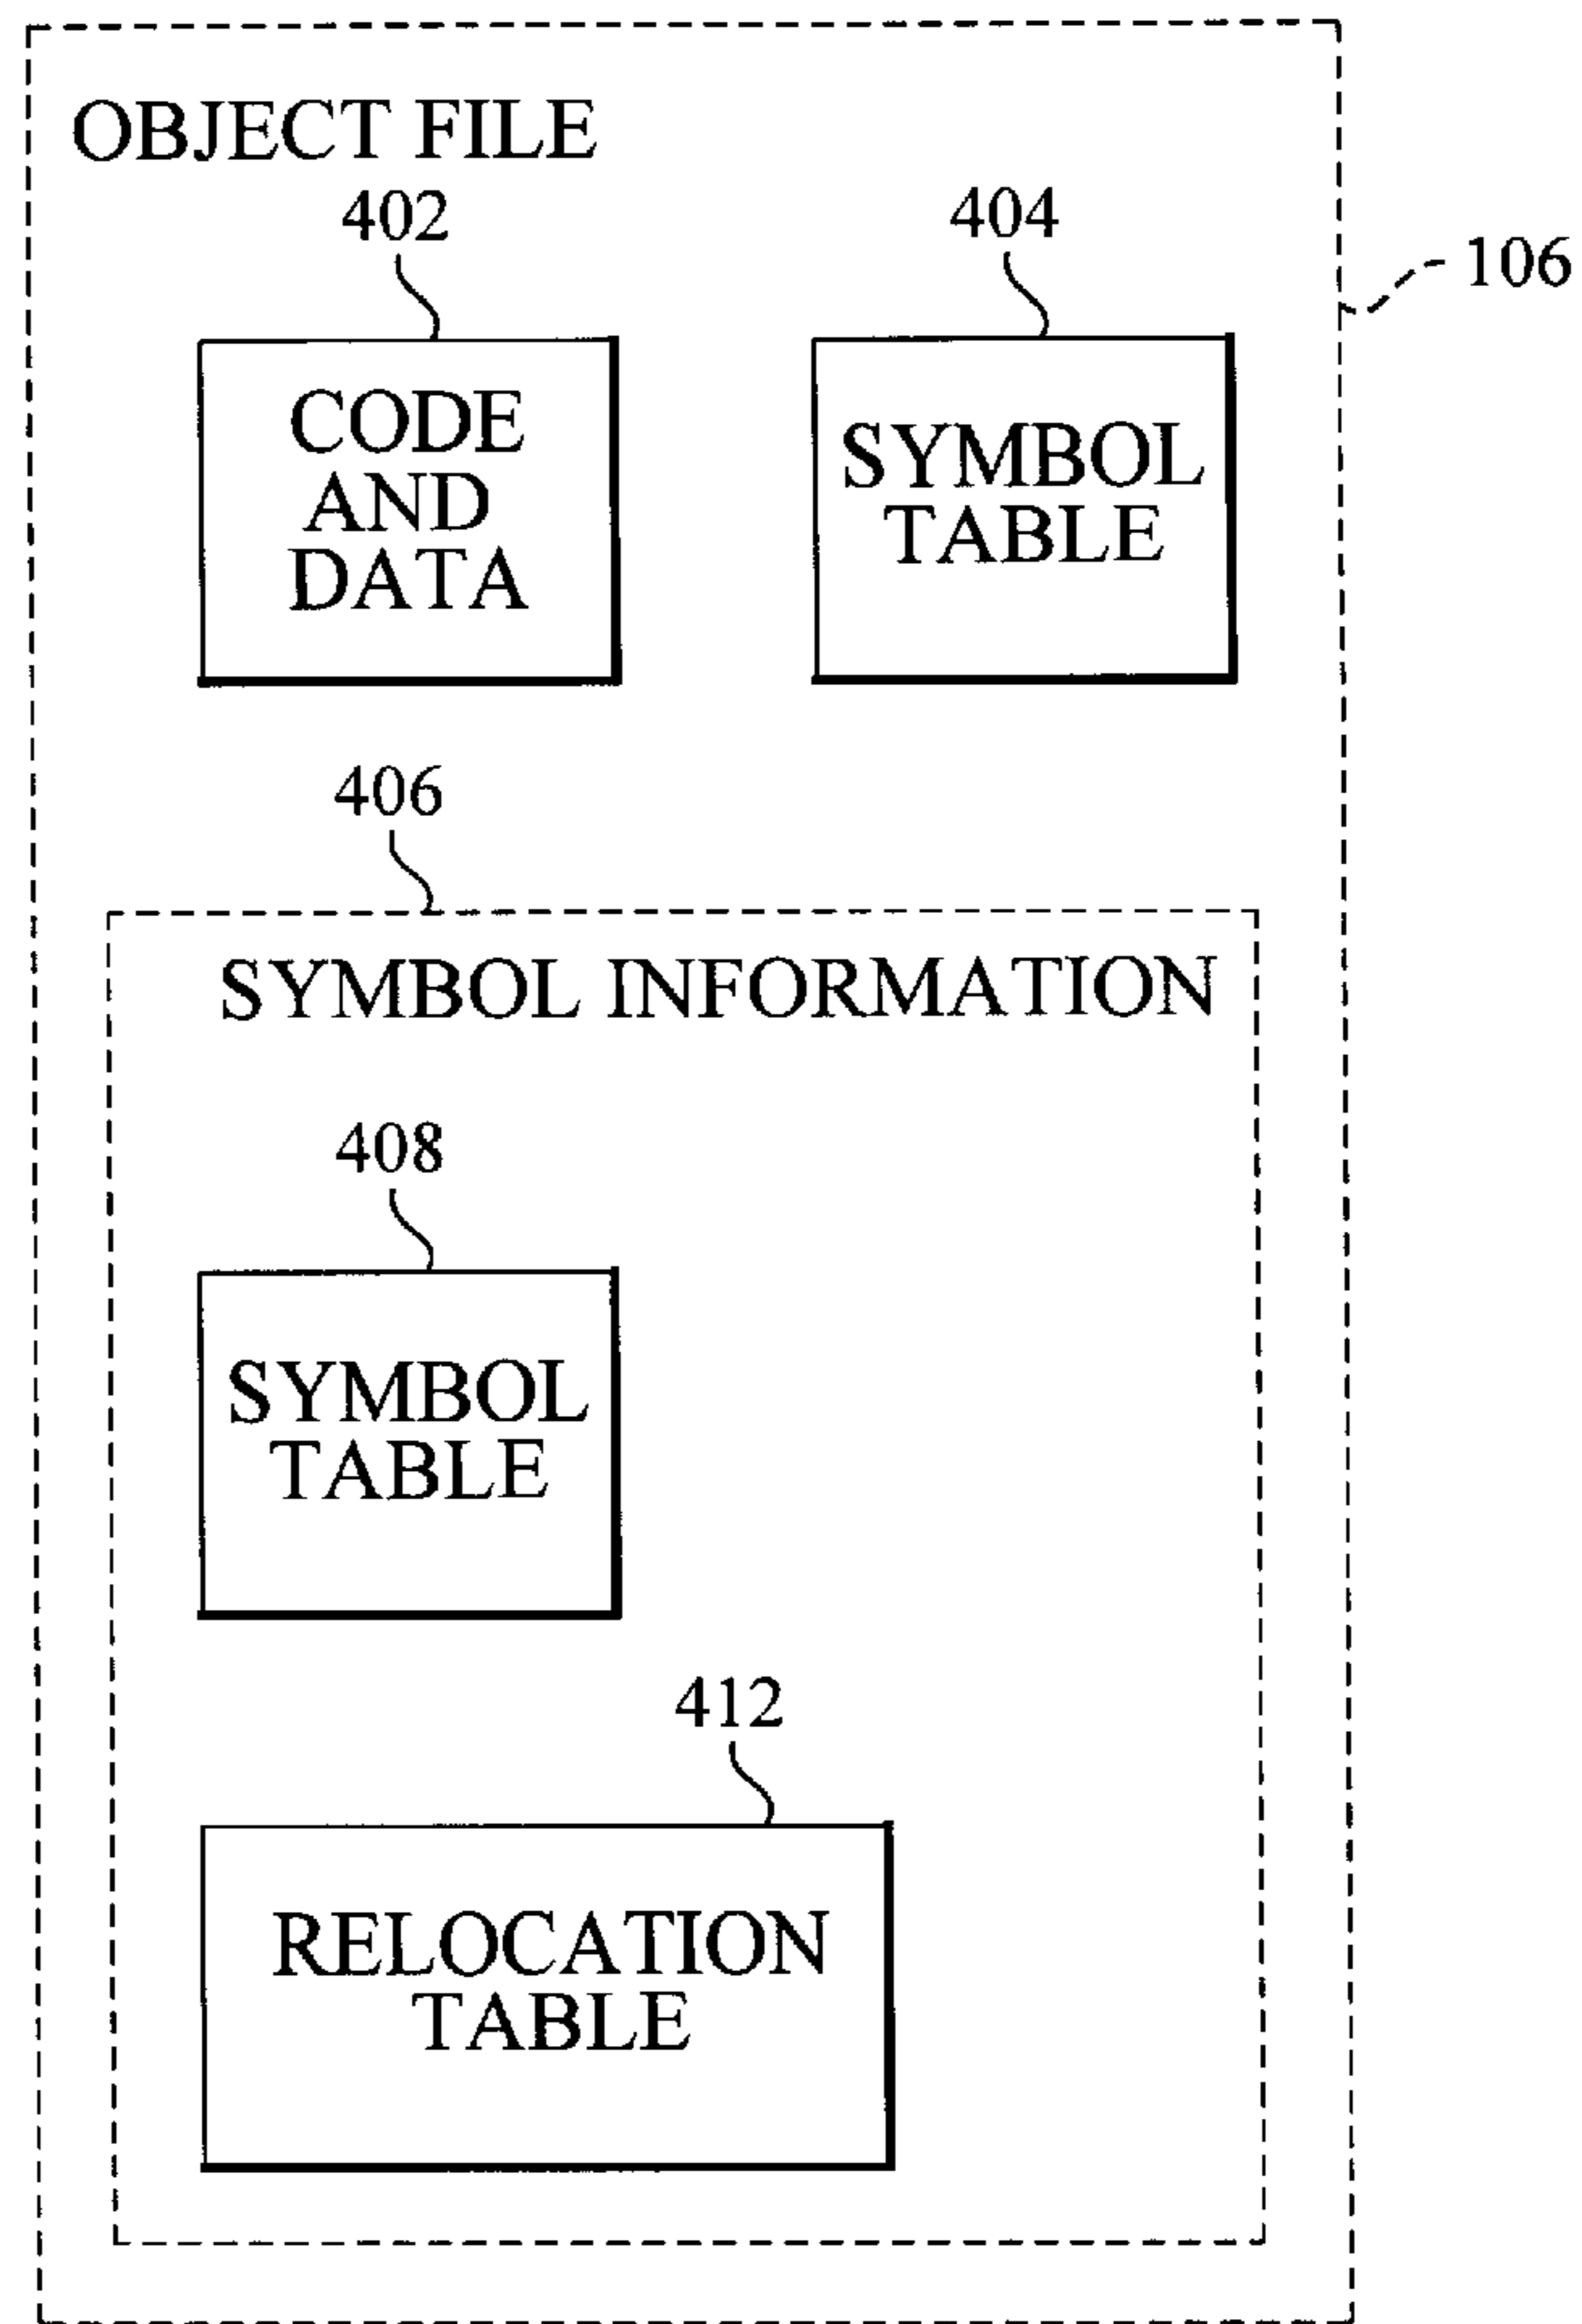 OBJECT FILE
402
404
106
CODE
AND
DATA
SYMBOL
TABLE
406
SYMBOL INFORMATION
408
SYMBOL
TABLE
412
RELOCATION
TABLE